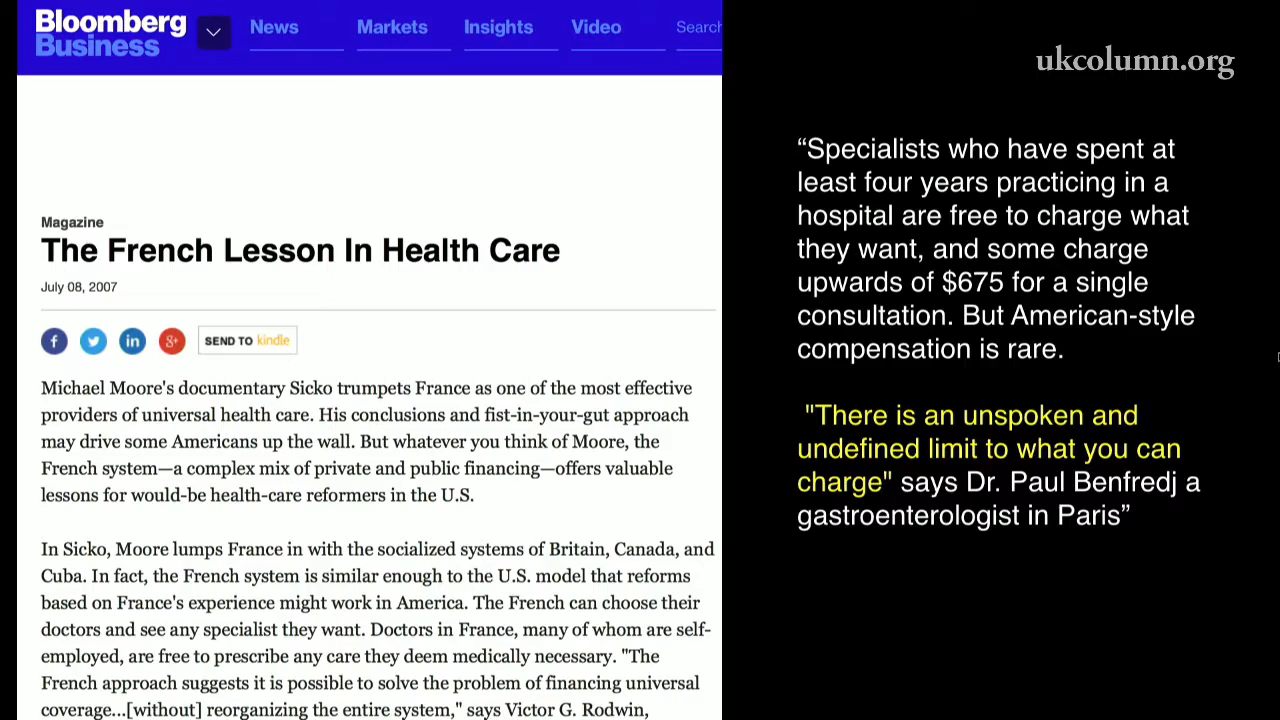 Bloomberg
Business
News
Markets
Insights
Video
Search
ukcolumn.org
Magazine
The French Lesson In Health Care
July 08, 2007
f
in
g+
SEND TO kindle
Michael Moore's documentary Sicko trumpets France as one of the most effective
providers of universal health care. His conclusions and fist-in-your-gut approach
may drive some Americans up the wall. But whatever you think of Moore, the
French system—a complex mix of private and public financing—offers valuable
lessons for would-be health-care reformers in the U.S.
In Sicko, Moore lumps France in with the socialized systems of Britain, Canada, and
Cuba. In fact, the French system is similar enough to the U.S. model that reforms
based on France's experience might work in America. The French can choose their
doctors and see any specialist they want. Doctors in France, many of whom are self-
employed, are free to prescribe any care they deem medically necessary. "The
French approach suggests it is possible to solve the problem of financing universal
coverage...[without] reorganizing the entire system," says Victor G. Rodwin,
“Specialists who have spent at
least four years practicing in a
hospital are free to charge what
they want, and some charge
upwards of $675 for a single
consultation. But American-style
compensation is rare.
"There is an unspoken and
undefined limit to what you can
charge" says Dr. Paul Benfredj a
gastroenterologist in Paris”